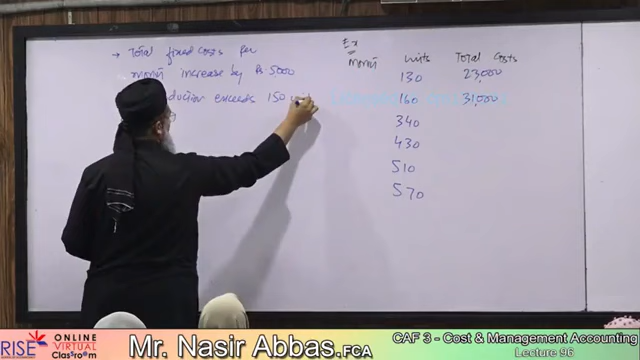 → Total fixed costs per
month increase by Rs 5000
duction exceeds 150
Ex
Month Units Total Costs
130 23,000
160 31,000
340
430
510
570
RISE ONLINE VIRTUAL Classroom
Mr. Nasir Abbas.FCA
CAF 3 - Cost & Management Accounting
Lecture 96